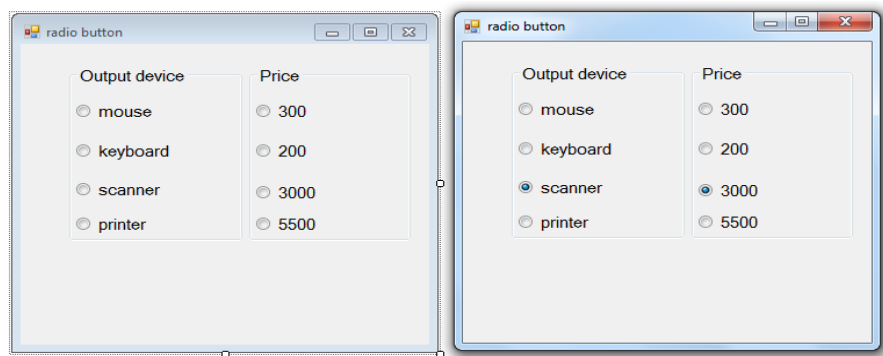 radio button
Output device
mouse
keyboard
scanner
printer
Price
300
200
3000
5500
radio button
Output device
mouse
keyboard
scanner
printer
Price
300
200
3000
5500